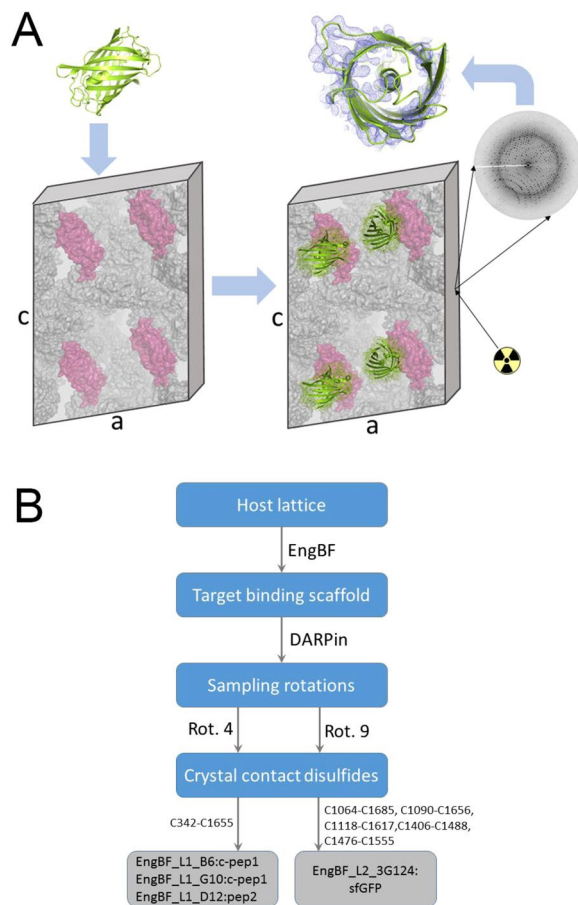 A
c
a
c
a
B
Host lattice
EngBF
Target binding scaffold
DARPin
Sampling rotations
Rot. 4
Rot. 9
Crystal contact disulfides
C342-C1655
C1064-C1685, C1090-C1656,
C1118-C1617,C1406-C1488,
C1476-C1555
EngBF_L1_B6:c-pep1
EngBF_L1_G10:c-pep1
EngBF_L1_D12:pep2
EngBF_L2_3G124:
sfGFP